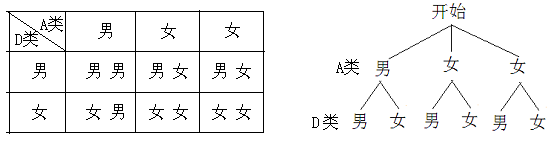 A类 男 女 女
D类
男 男 男 男 女 男 女
女 女 男 女 女 女 女
开始
A类 男 女 女
D类 男 女 男 女 男 女